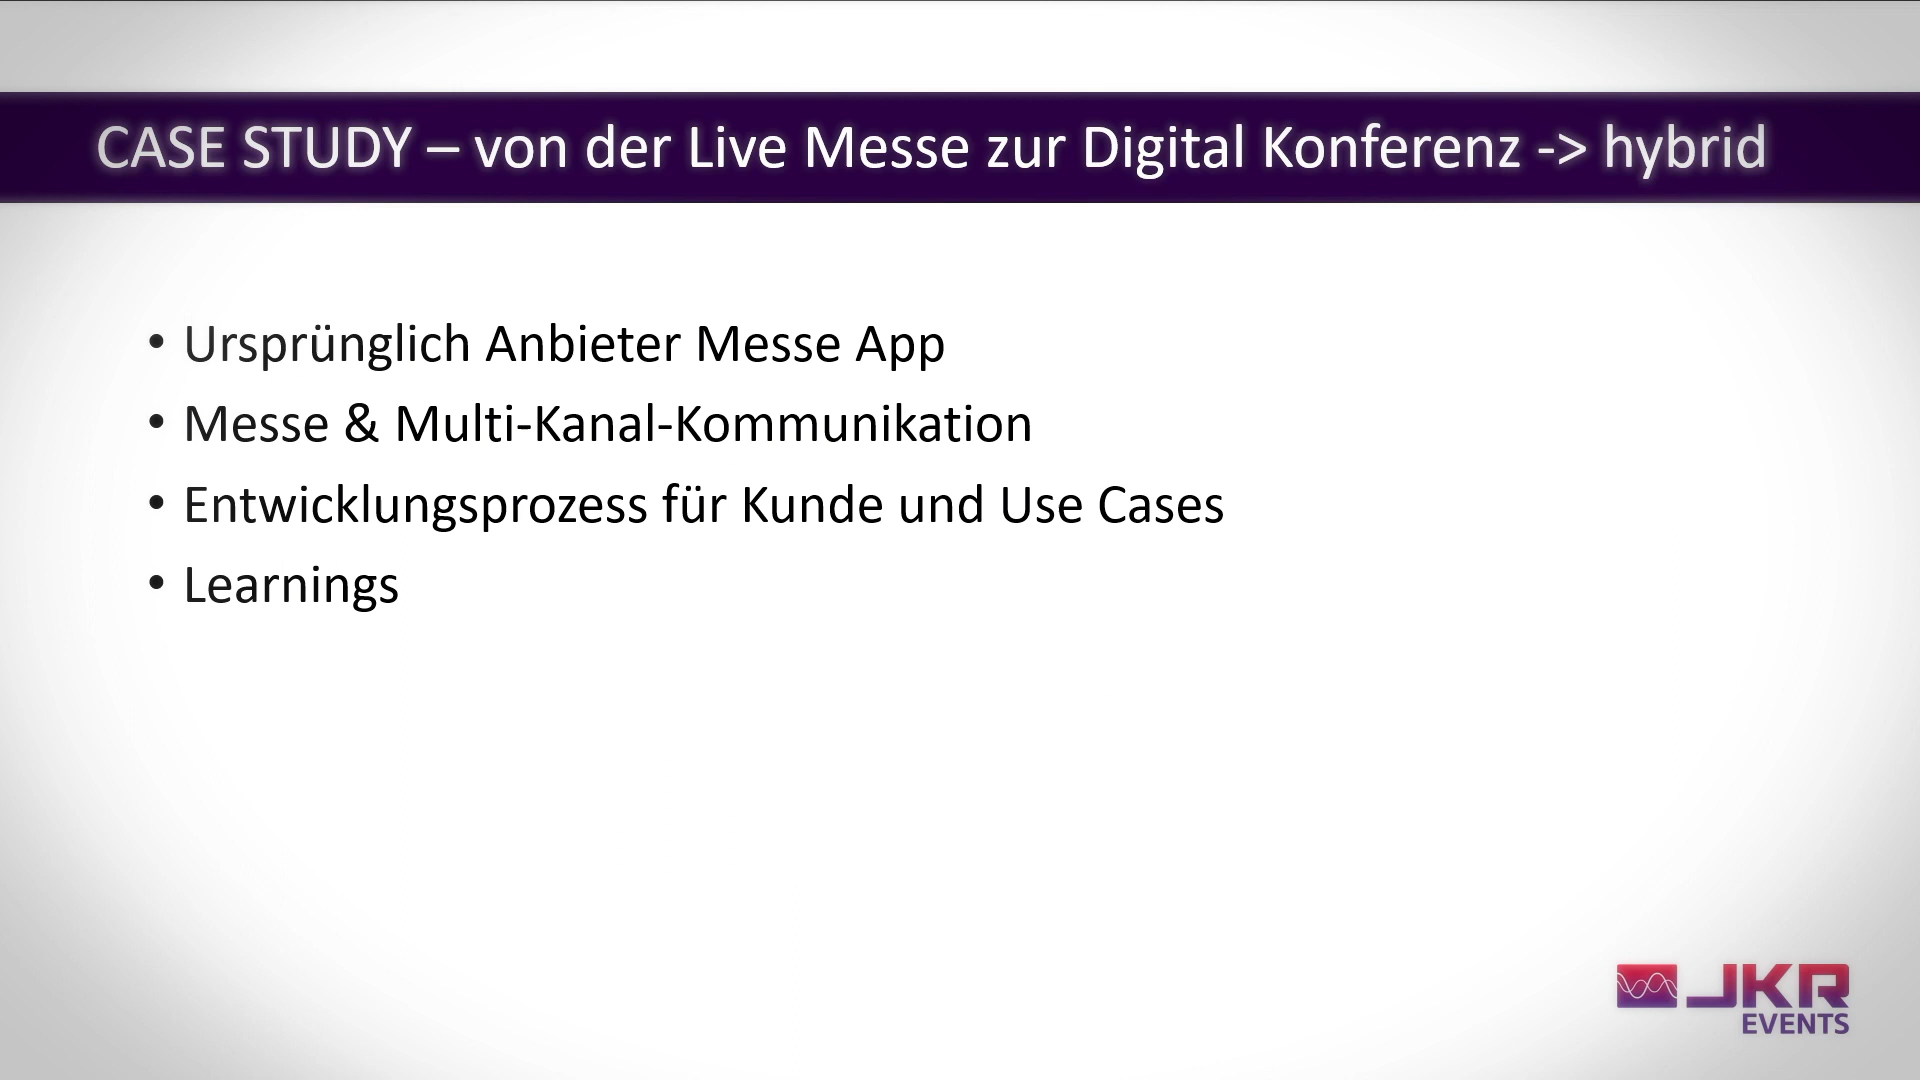 CASE STUDY – von der Live Messe zur Digital Konferenz -> hybrid
• Ursprünglich Anbieter Messe App
• Messe & Multi-Kanal-Kommunikation
• Entwicklungsprozess für Kunde und Use Cases
• Learnings
JKR
EVENTS